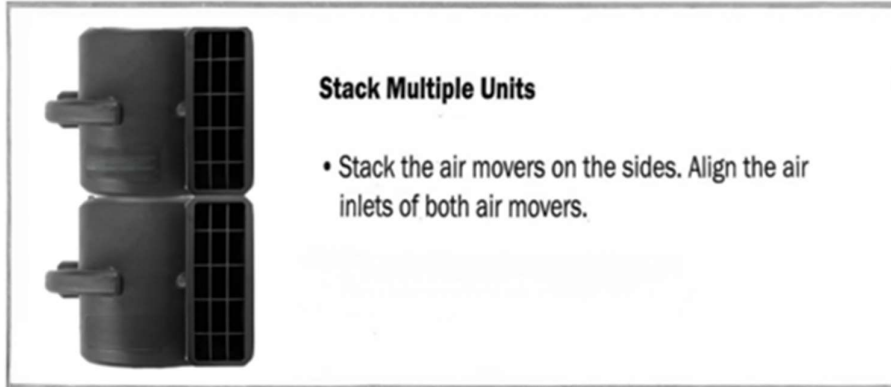 Stack Multiple Units
• Stack the air movers on the sides. Align the air
inlets of both air movers.